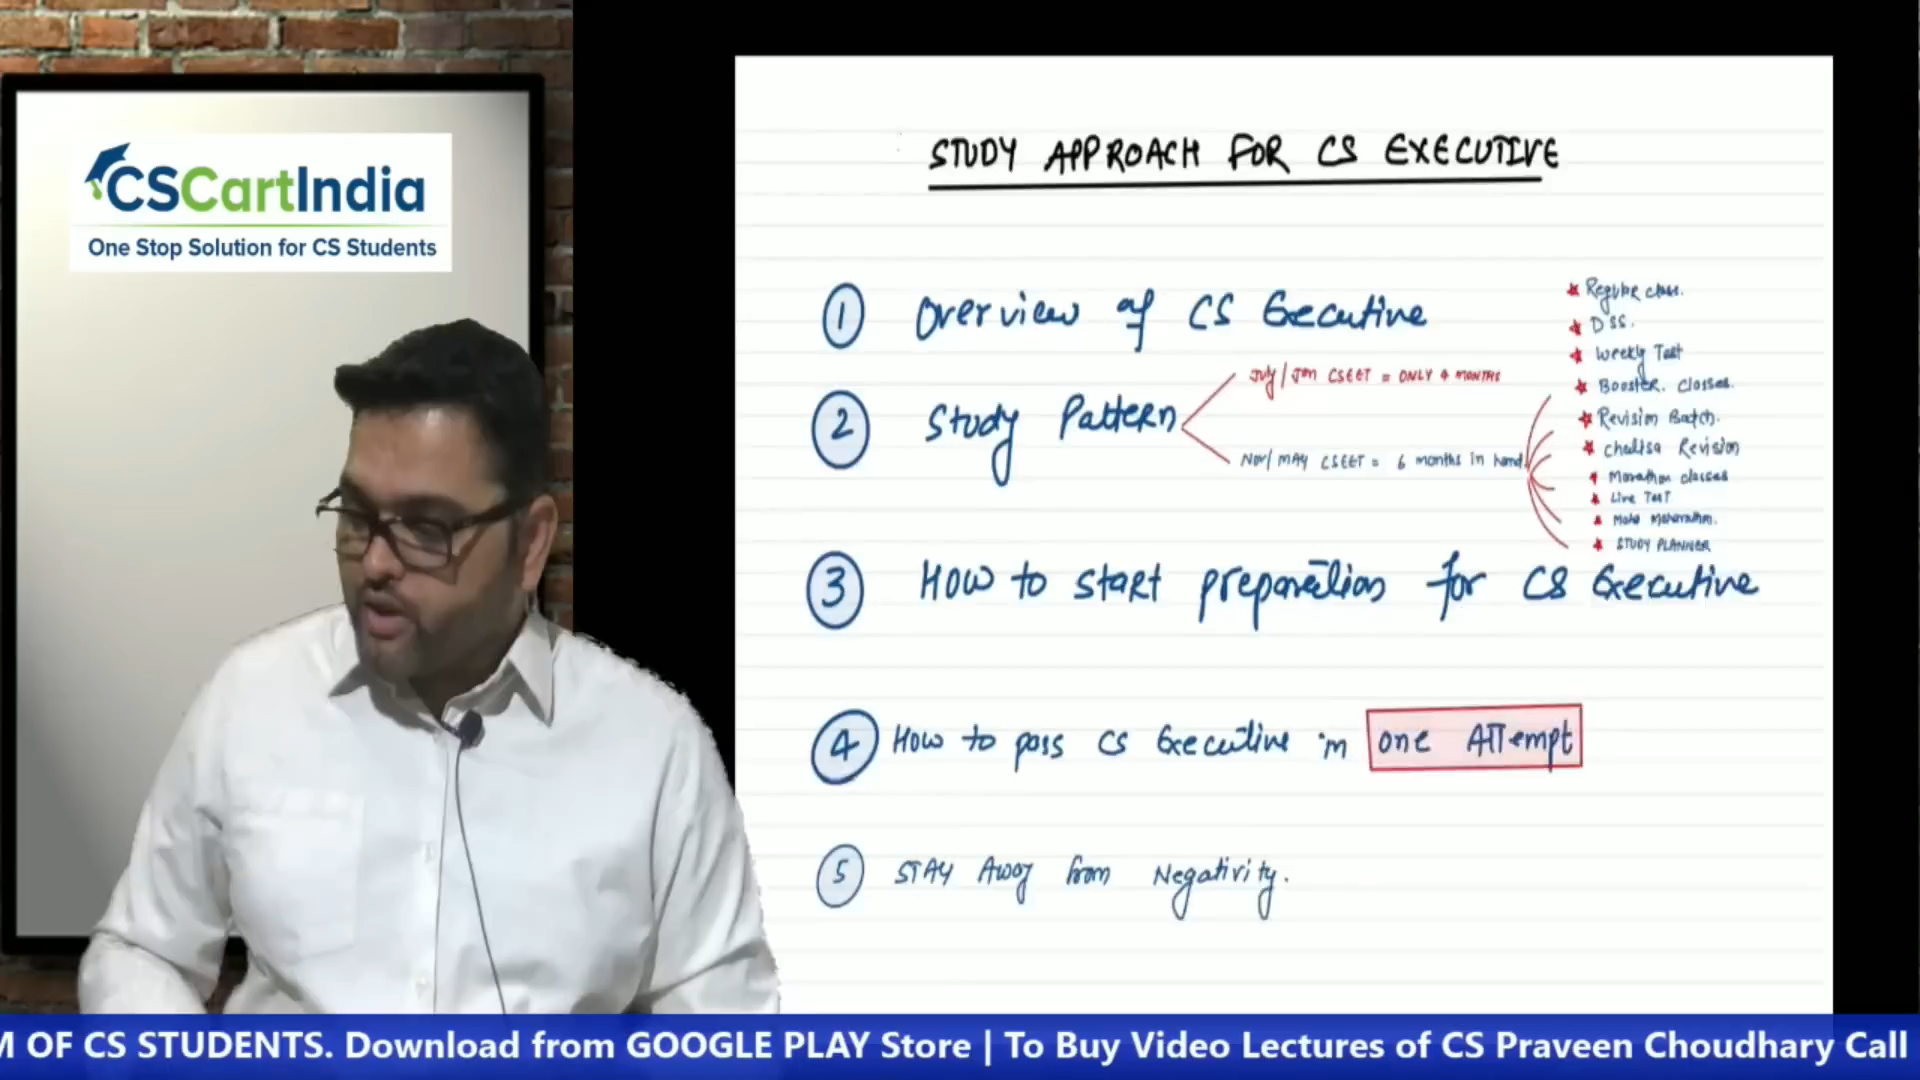 CSCartIndia
One Stop Solution for CS Students
STUDY APPROACH FOR CS EXECUTIVE
1 Overview of CS Executive
2 Study Pattern
July/Jan CSEET = ONLY 4 MONTHS
NOV/MAY CSEET = 6 months in hand
★ Regular class.
★ DSS.
★ Weekly Test
★ Booster. Classes.
★ Revision Batch.
★ Chalisa Revision
Marathon classes
★ Live Test
★ STUDY PLANNER
3 HOW to start preparation for CS Executive
4 HOW to pass CS Executive in one ATTempt
5 STAY Away from Negativity.
M OF CS STUDENTS. Download from GOOGLE PLAY Store | To Buy Video Lectures of CS Praveen Choudhary Call